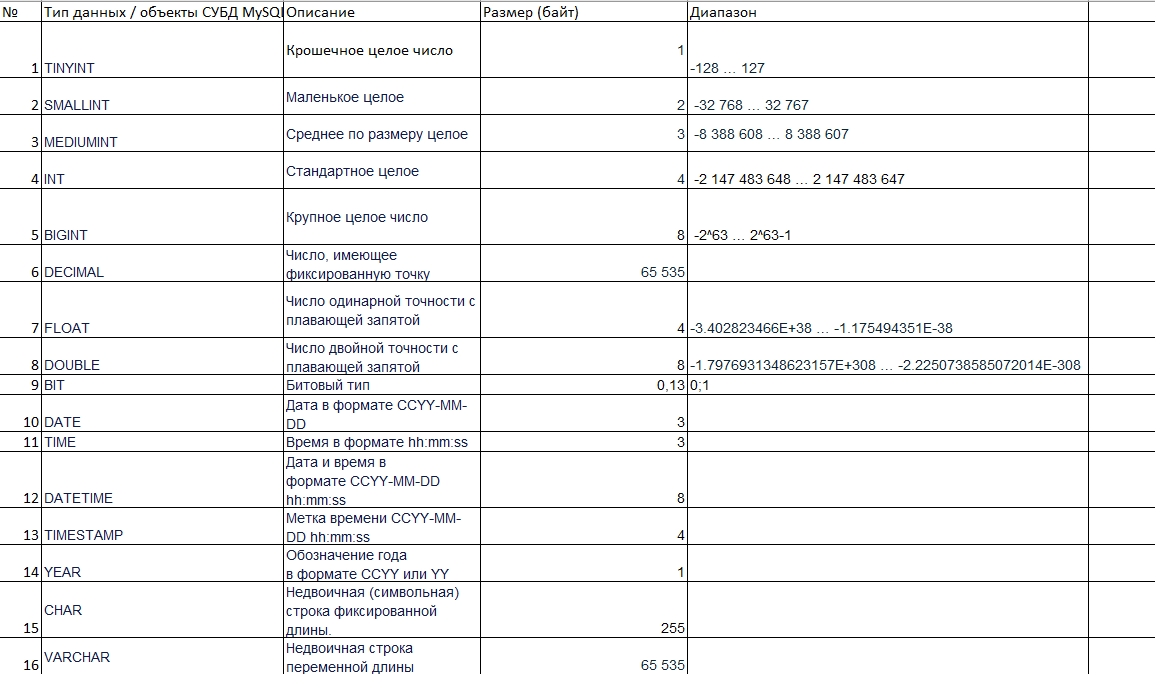 № Тип данных / объекты СУБД MySQL Описание Размер (байт) Диапазон
1 TINYINT Крошечное целое число 1 -128 … 127
2 SMALLINT Маленькое целое 2 -32 768 … 32 767
3 MEDIUMINT Среднее по размеру целое 3 -8 388 608 … 8 388 607
4 INT Стандартное целое 4 -2 147 483 648 … 2 147 483 647
5 BIGINT Крупное целое число 8 -2^63 … 2^63-1
Число, имеющее
6 DECIMAL фиксированную точку 65 535
Число одинарной точности с
плавающей запятой
7 FLOAT 4 -3.402823466E+38 … -1.175494351E-38
Число двойной точности с
8 DOUBLE плавающей запятой 8 -1.7976931348623157E+308 … -2.2250738585072014E-308
9 BIT Битовый тип 0,13 0;1
Дата в формате CCYY-MM-
10 DATE DD 3
11 TIME Время в формате hh:mm:ss 3
Дата и время в
формате CCYY-MM-DD
12 DATETIME hh:mm:ss 8
Метка времени CCYY-MM-
13 TIMESTAMP DD hh:mm:ss 4
Обозначение года
14 YEAR в формате CCYY или YY 1
Недвоичная (символьная)
CHAR строка фиксированной
15 длины. 255
VARCHAR Недвоичная строка
16 переменной длины 65 535